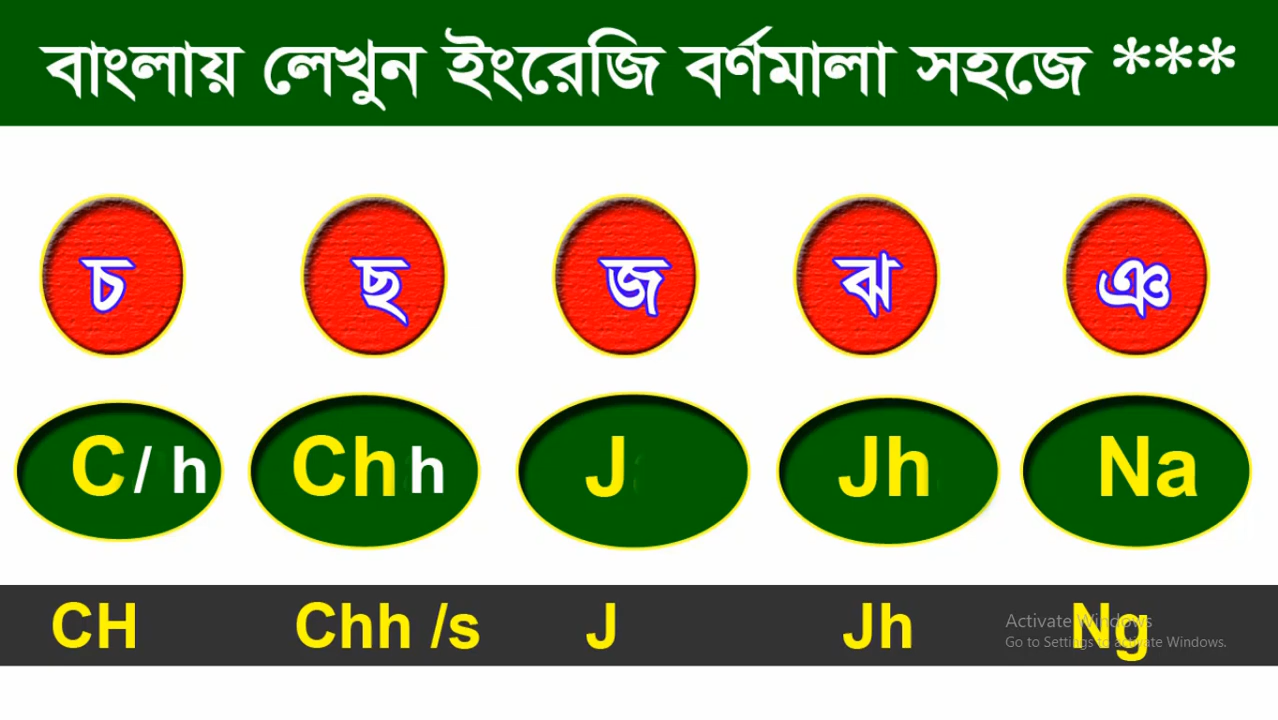 বাংলায় লেখুন ইংরেজি বর্ণমালা সহজে ***
চ ছ জ ঝ ঞ
C / h Chh J Jh Na
CH Chh /s J Jh Ng
Activate Windows
Go to Settings to activate Windows.